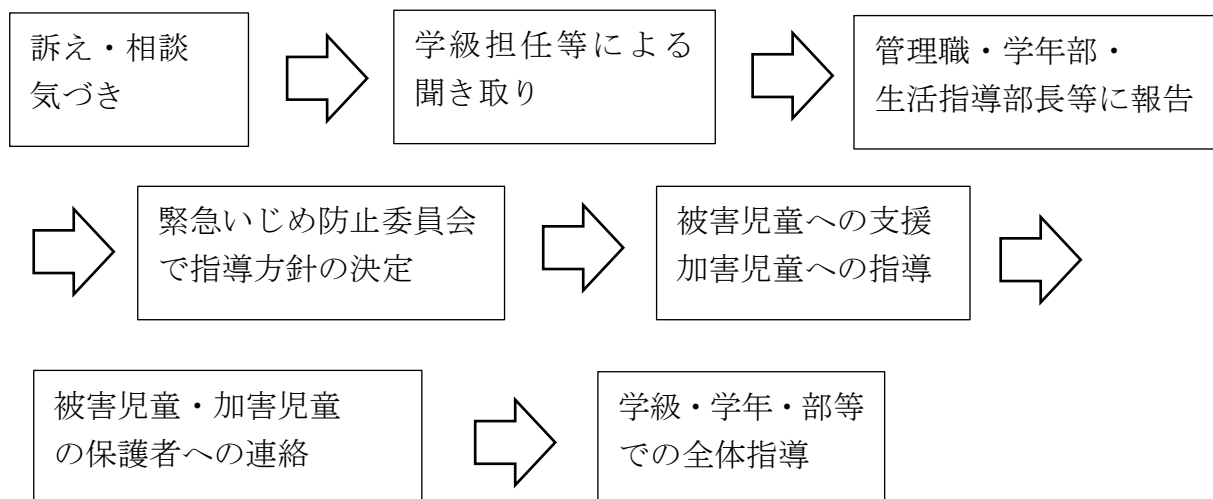 訴え・相談
気づき
学級担任等による
聞き取り
管理職・学年部・
生活指導部長等に報告
緊急いじめ防止委員会
で指導方針の決定
被害児童への支援
加害児童への指導
被害児童・加害児童
の保護者への連絡
学級・学年・部等
での全体指導